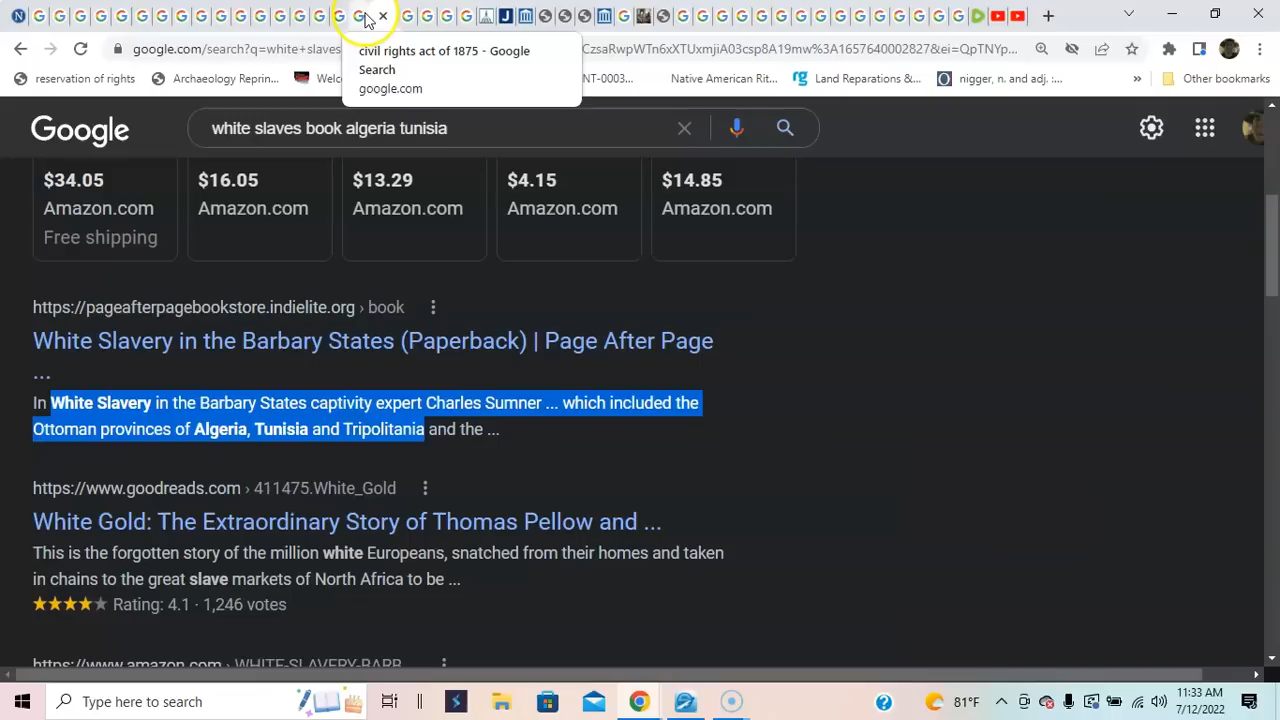 civil rights act of 1875 - Google
Search
google.com
google.com/search?q=white+slaves
CzsaRwpWTn6xXTUxmjiA03csp8A19mw%3A1657640002827&ei=QpTNYp...
reservation of rights
Archaeology Reprin...
Welc
NT-0003...
Native American Rit...
Land Reparations /...
nigger, n. and adj. :...
»
Other bookmarks
Google
white slaves book algeria tunisia
$34.05
$16.05
$13.29
$4.15
$14.85
Amazon.com
Amazon.com
Amazon.com
Amazon.com
Amazon.com
Free shipping
https://pageafterpagebookstore.indielite.org › book
White Slavery in the Barbary States (Paperback) | Page After Page
...
In White Slavery in the Barbary States captivity expert Charles Sumner ... which included the
Ottoman provinces of Algeria, Tunisia and Tripolitania and the ...
https://www.goodreads.com › 411475.White_Gold
White Gold: The Extraordinary Story of Thomas Pellow and ...
This is the forgotten story of the million white Europeans, snatched from their homes and taken
in chains to the great slave markets of North Africa to be ...
Rating: 4.1 · 1,246 votes
https://www.amazon.com › WHITE-SLAVERY-BARB
Type here to search
81°F
11:33 AM
7/12/2022